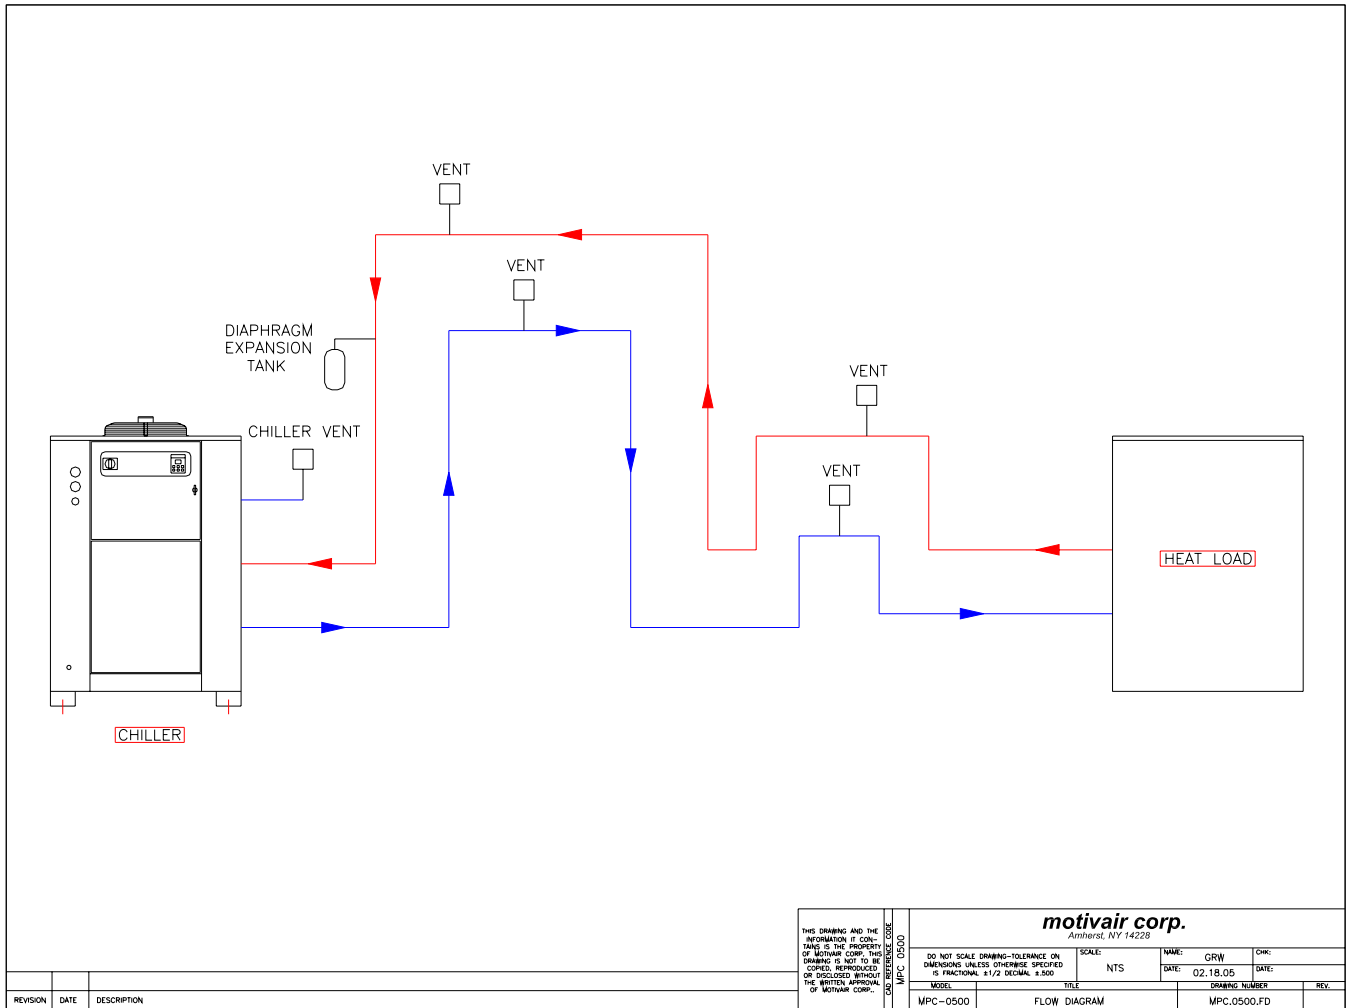 VENT
VENT
DIAPHRAGM
EXPANSION
TANK
VENT
CHILLER VENT
VENT
HEAT LOAD
CHILLER
THIS DRAWING AND THE
INFORMATION IT CON-
TAINS IS THE PROPERTY
OF MOTIVAIR CORP. THIS
DRAWING IS NOT TO BE
COPIED, REPRODUCED
OR DISCLOSED WITHOUT
THE WRITTEN APPROVAL
OF MOTIVAIR CORP..
CAD REFERENCE CODE
MPC 0500
motivair corp.
Amherst, NY 14228
DO NOT SCALE DRAWING-TOLERANCE ON
DIMENSIONS UNLESS OTHERWISE SPECIFIED
IS FRACTIONAL ±1/2 DECIMAL ±.500
SCALE:
NTS
NAME:
GRW
CHK:
DATE:
02.18.05
DATE:
MODEL
TITLE
DRAWING NUMBER
REV.
MPC-0500
FLOW DIAGRAM
MPC.0500.FD
REVISION
DATE
DESCRIPTION